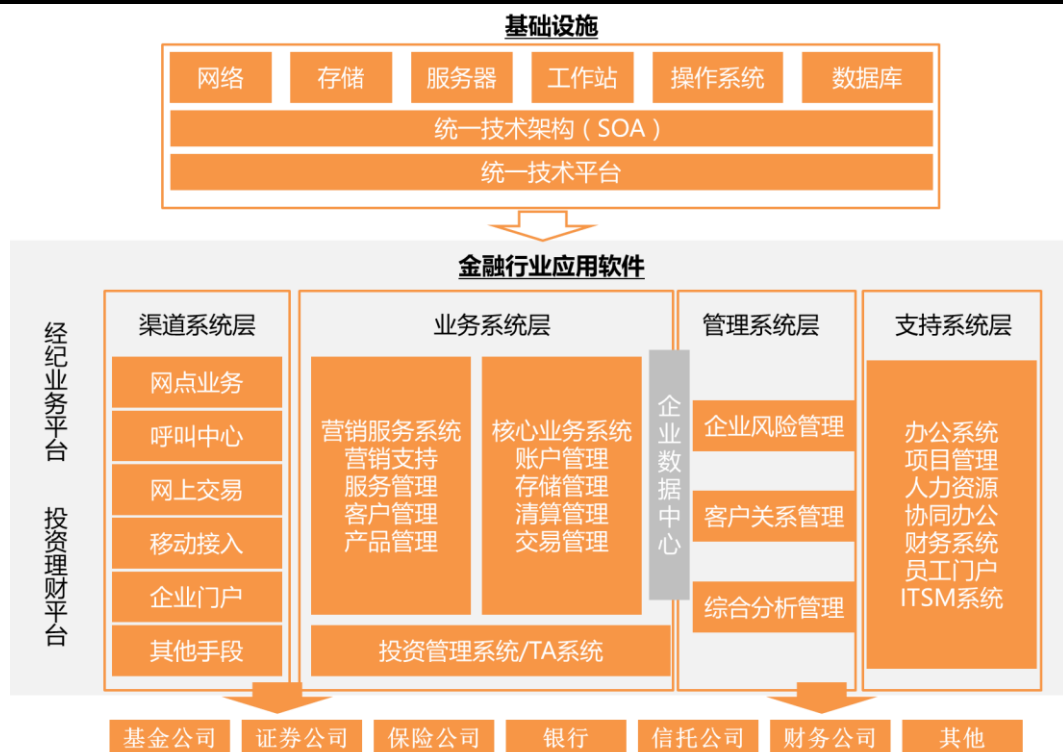 基础设施
网络
存储
服务器
工作站
操作系统
数据库
统一技术架构（SOA）
统一技术平台
金融行业应用软件
经纪业务平台
投资理财平台
渠道系统层
网点业务
呼叫中心
网上交易
移动接入
企业门户
其他手段
业务系统层
营销服务系统
营销支持
服务管理
客户管理
产品管理
核心业务系统
账户管理
存储管理
清算管理
交易管理
投资管理系统/TA系统
企业数据中心
管理系统层
企业风险管理
客户关系管理
综合分析管理
支持系统层
办公系统
项目管理
人力资源
协同办公
财务系统
员工门户
ITSM系统
基金公司
证券公司
保险公司
银行
信托公司
财务公司
其他